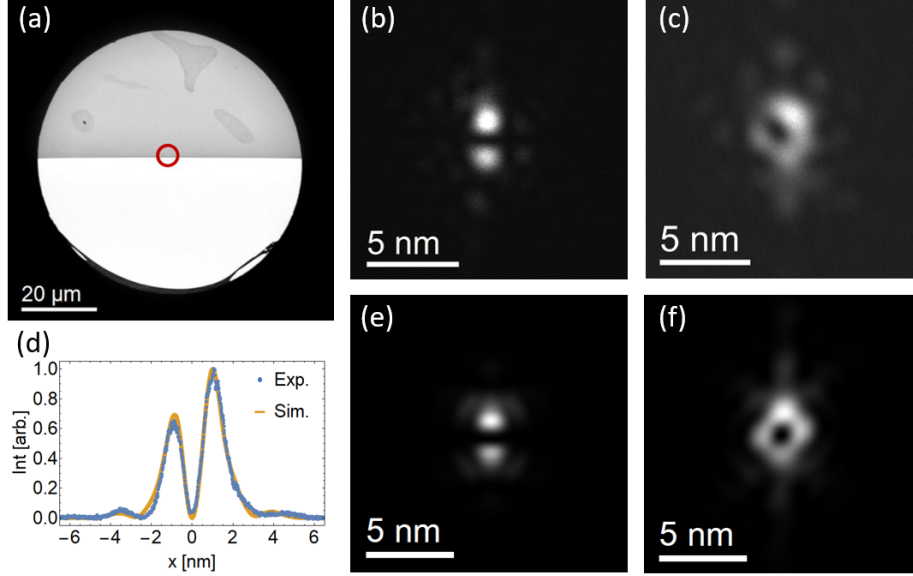 (a)
20 µm
(b)
5 nm
(c)
5 nm
(d)
Int [arb.]
1.0
0.8
0.6
0.4
0.2
0.0
Exp.
Sim.
−6 −4 −2 0 2 4 6
x [nm]
(e)
5 nm
(f)
5 nm